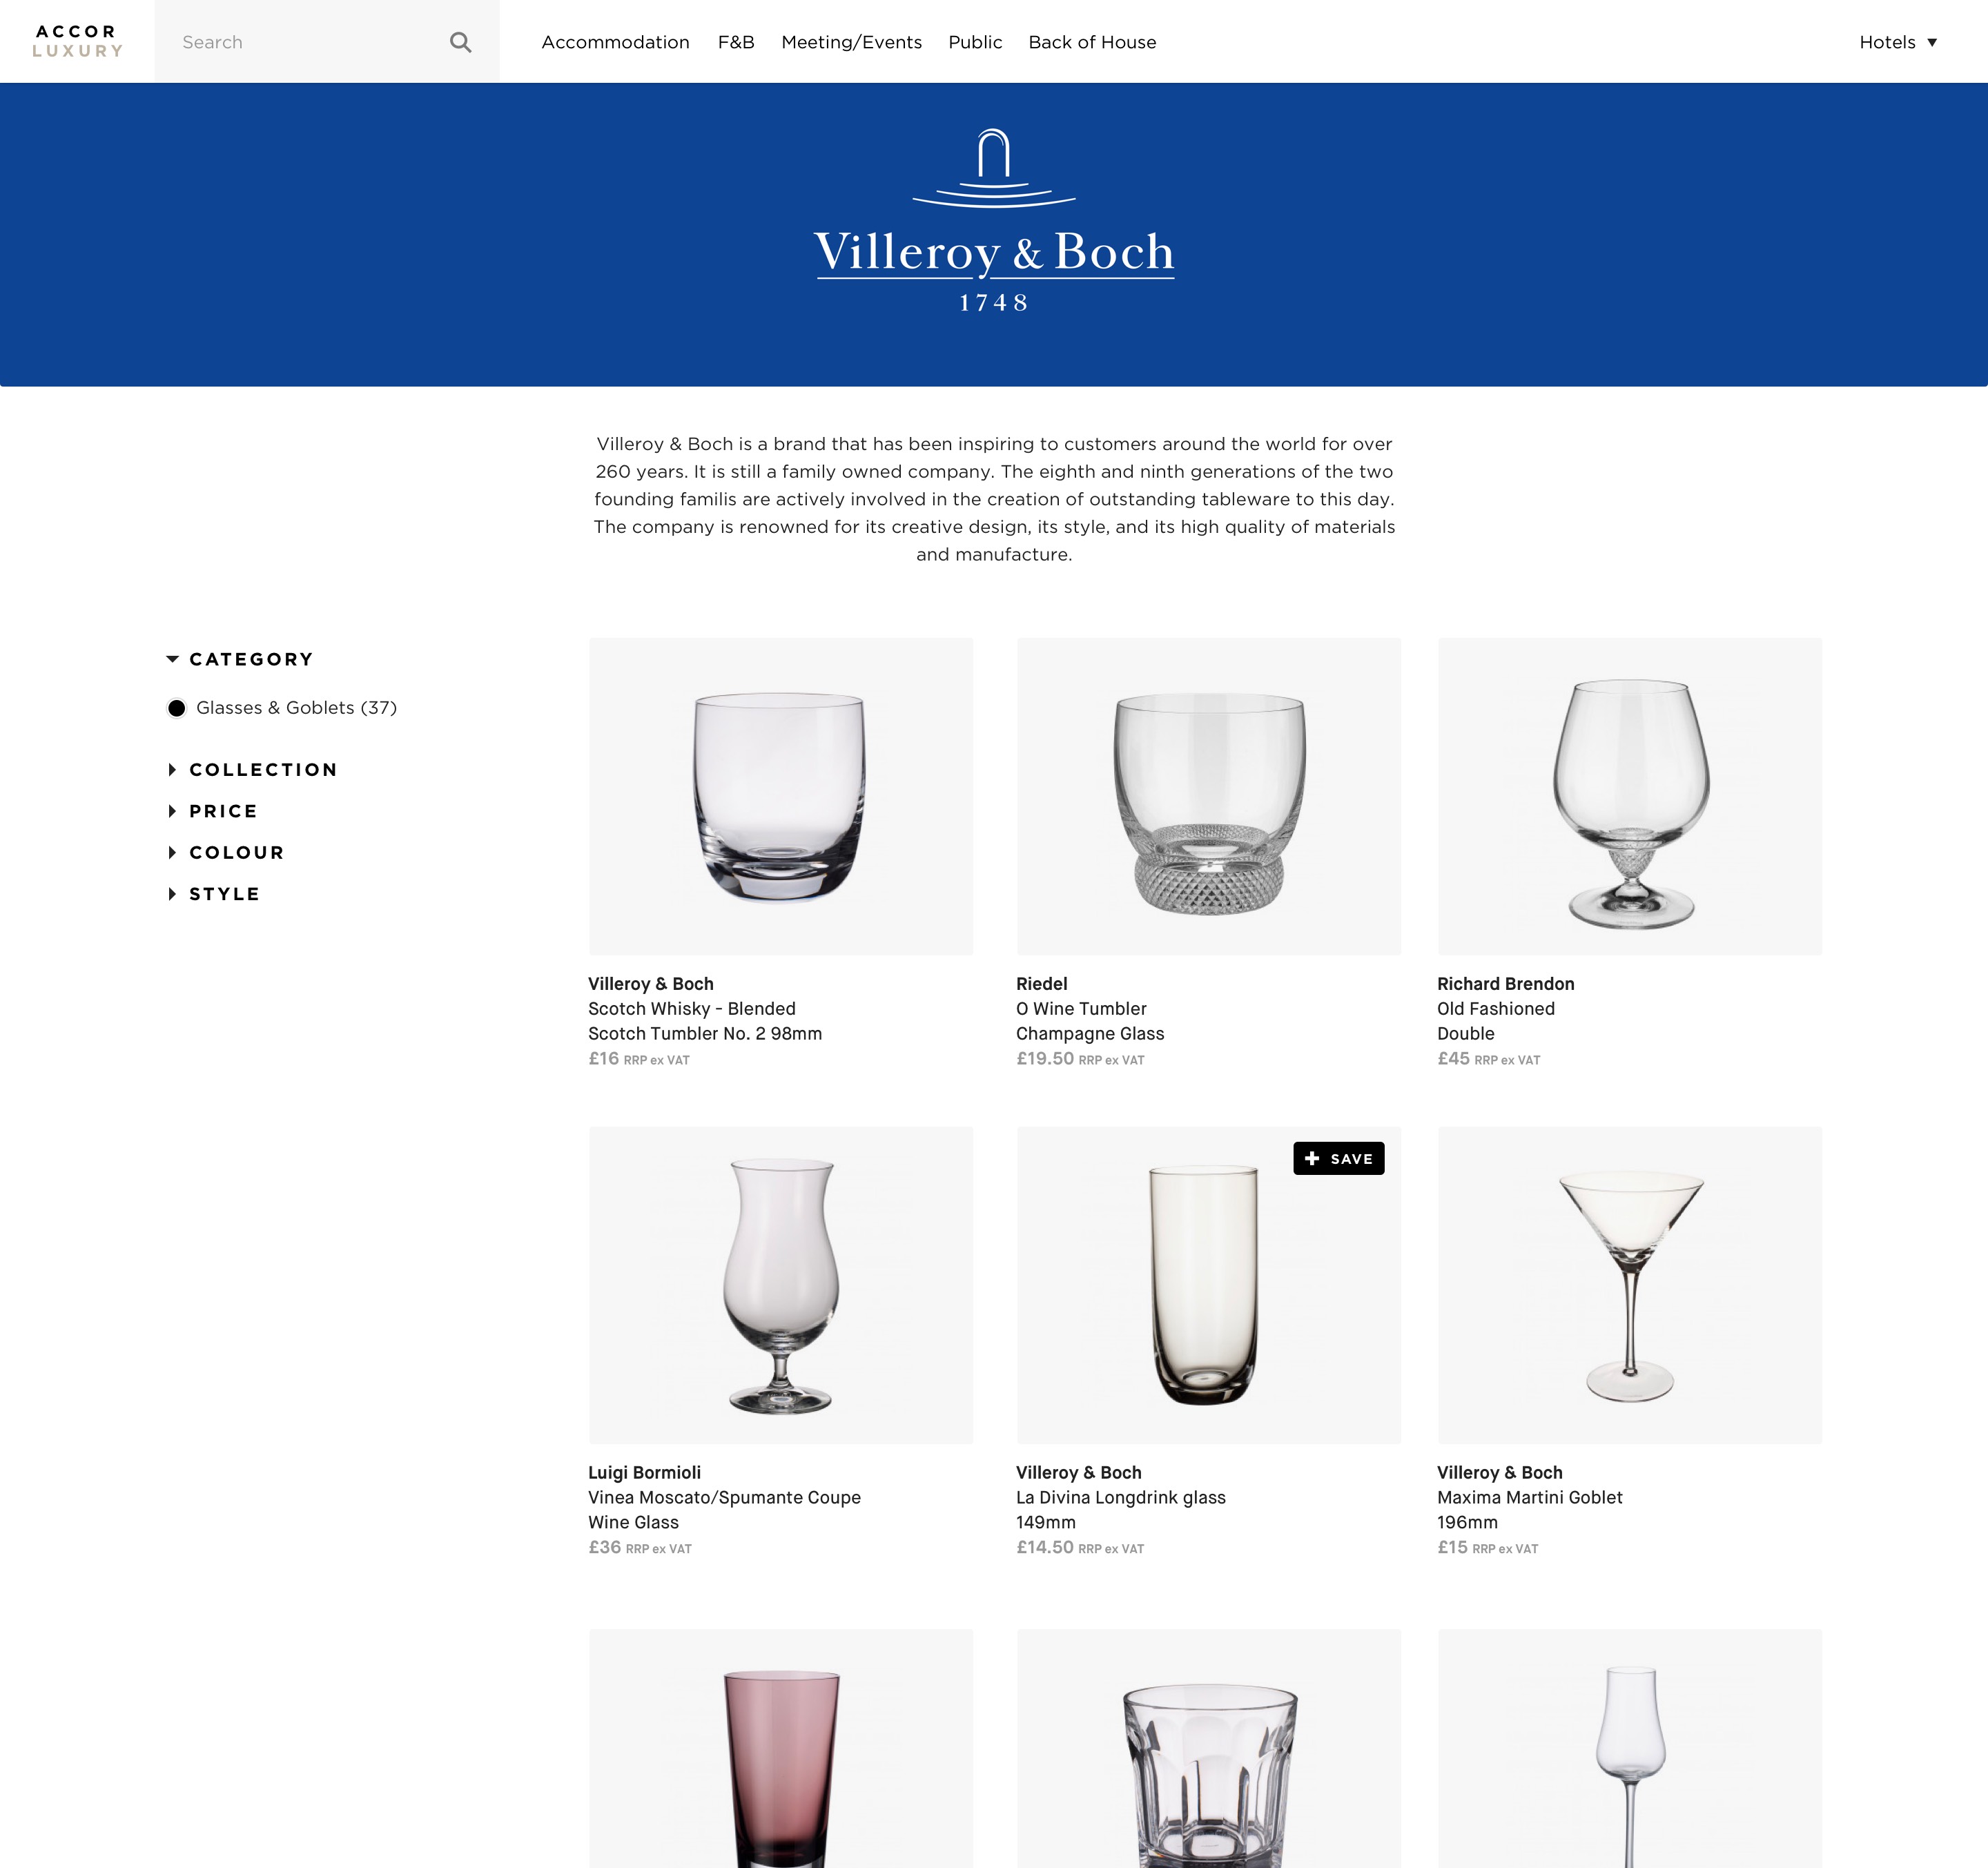 ACCOR
LUXURY
Search
Accommodation F&B Meeting/Events Public Back of House
Hotels
Villeroy & Boch
1748
Villeroy & Boch is a brand that has been inspiring to customers around the world for over
260 years. It is still a family owned company. The eighth and ninth generations of the two
founding familis are actively involved in the creation of outstanding tableware to this day.
The company is renowned for its creative design, its style, and its high quality of materials
and manufacture.
CATEGORY
Glasses & Goblets (37)
COLLECTION
PRICE
COLOUR
STYLE
Villeroy & Boch
Scotch Whisky - Blended
Scotch Tumbler No. 2 98mm
£16 RRP ex VAT
Riedel
O Wine Tumbler
Champagne Glass
£19.50 RRP ex VAT
Richard Brendon
Old Fashioned
Double
£45 RRP ex VAT
Luigi Bormioli
Vinea Moscato/Spumante Coupe
Wine Glass
£36 RRP ex VAT
SAVE
Villeroy & Boch
La Divina Longdrink glass
149mm
£14.50 RRP ex VAT
Villeroy & Boch
Maxima Martini Goblet
196mm
£15 RRP ex VAT